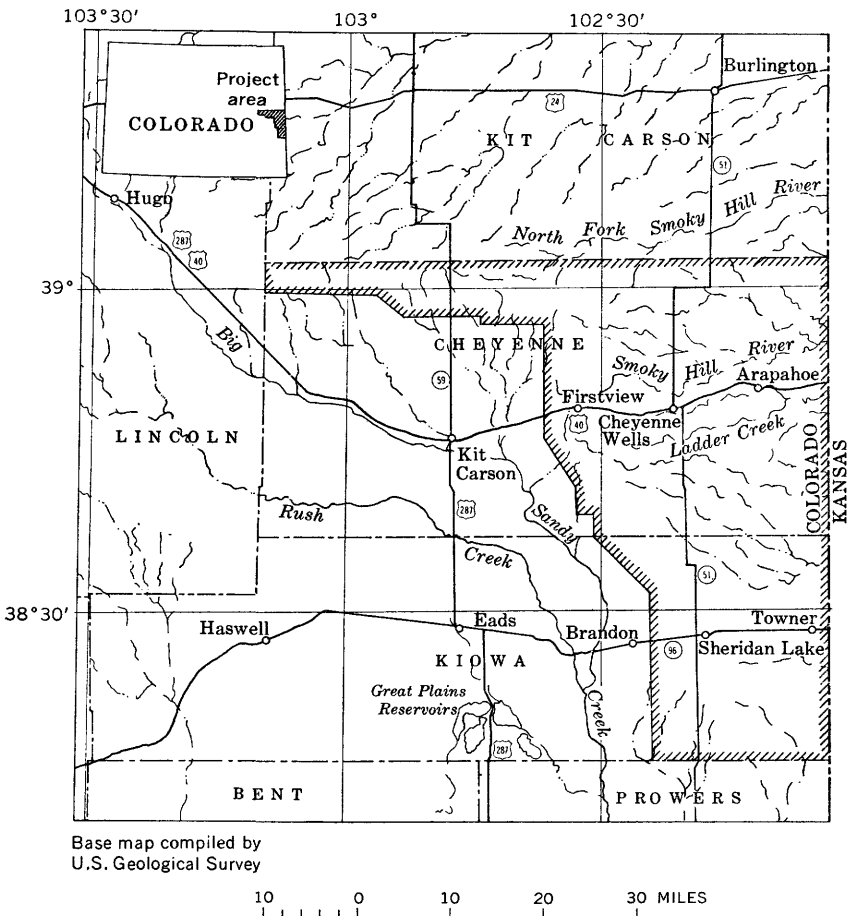 103°30′ 103° 102°30′
Burlington
Project
area
COLORADO
24
KIT CARSON
51
Hugo
287
40
North Fork Smoky Hill River
39°
Big
CHEYENNE
Smoky Hill River
59
Arapahoe
Firstview
40
Cheyenne
Wells
Ladder Creek
LINCOLN
Kit
Carson
COLORADO
KANSAS
287
Rush
Sandy
Creek
51
38°30′
Haswell
Eads
Brandon
Towner
96
Sheridan Lake
KIOWA
Great Plains
Reservoirs
Creek
287
BENT
PROWERS
Base map compiled by
U.S. Geological Survey
10 0 10 20 30 MILES